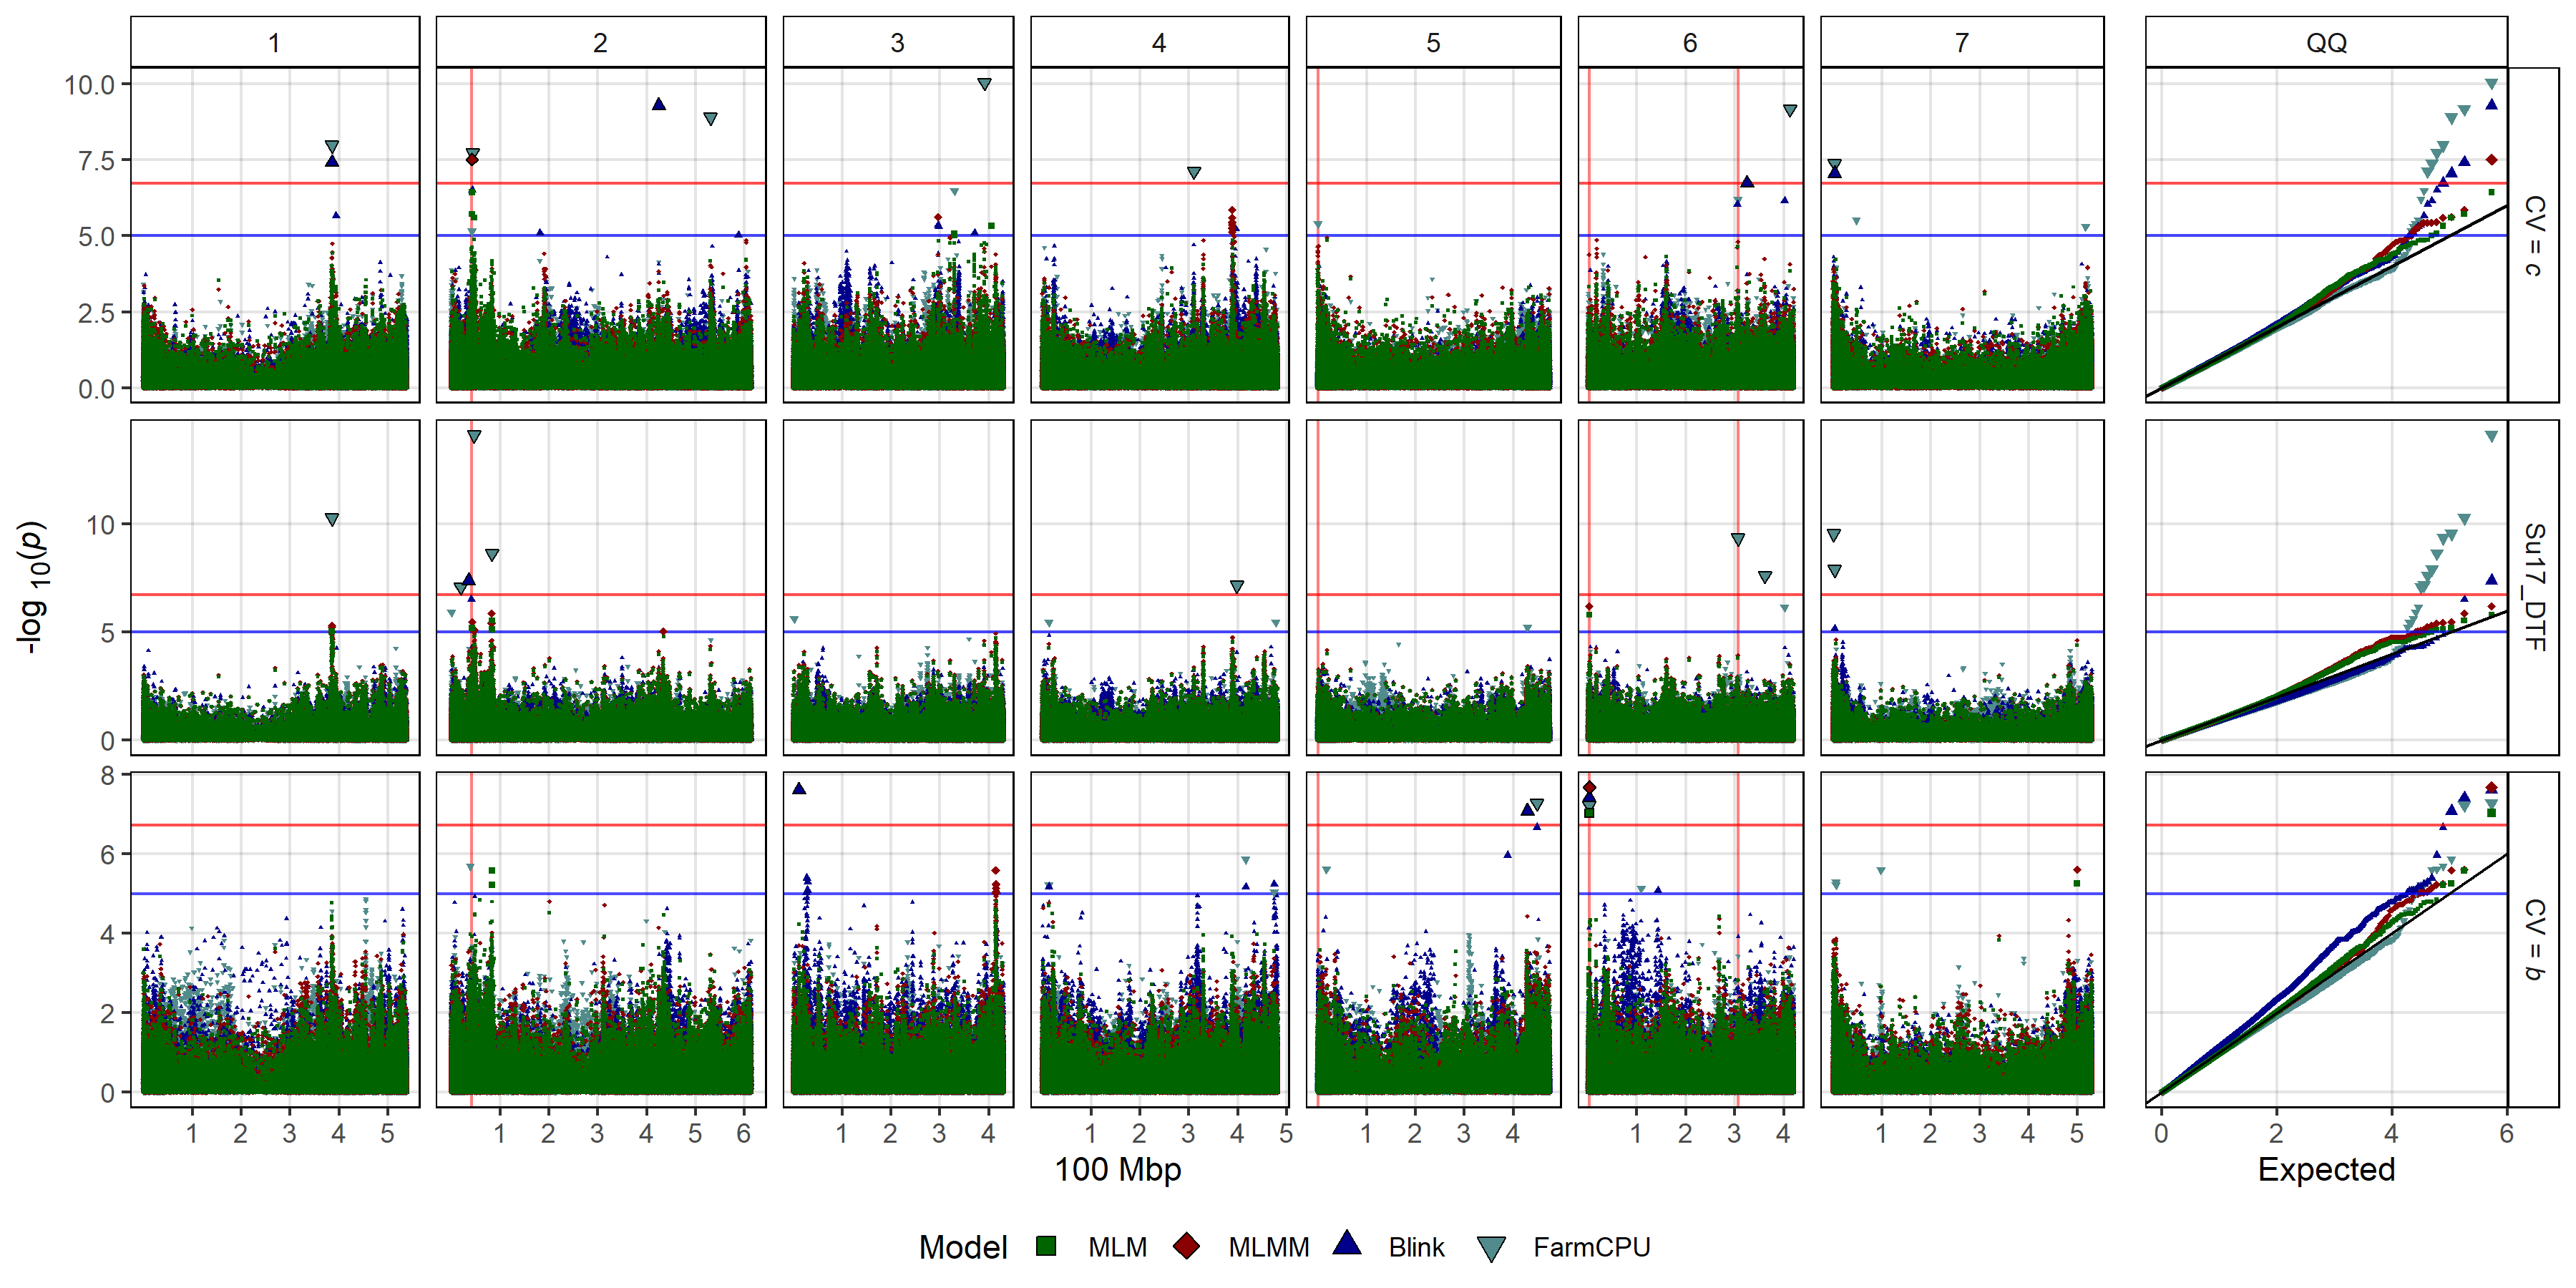 1 2 3 4 5 6 7 QQ
10.0
7.5
5.0
2.5
0.0
CV = c
10
5
0
Su17_DTF
8
6
4
2
0
CV = b
-log 10(p)
1 2 3 4 5 1 2 3 4 5 6 1 2 3 4 1 2 3 4 5 1 2 3 4 1 2 3 4 1 2 3 4 5 0 2 4 6
100 Mbp Expected
Model MLM MLMM Blink FarmCPU